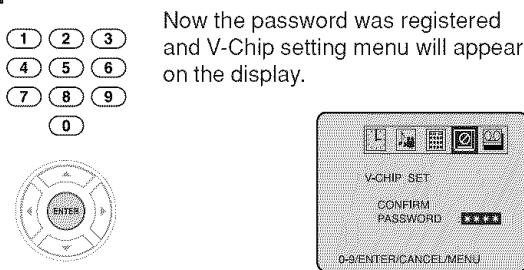 Now the password was registered
and V-Chip setting menu will appear
on the display.
1 2 3
4 5 6
7 8 9
0
ENTER
V-CHIP SET
CONFIRM
PASSWORD ****
0-9/ENTER/CANCEL/MENU